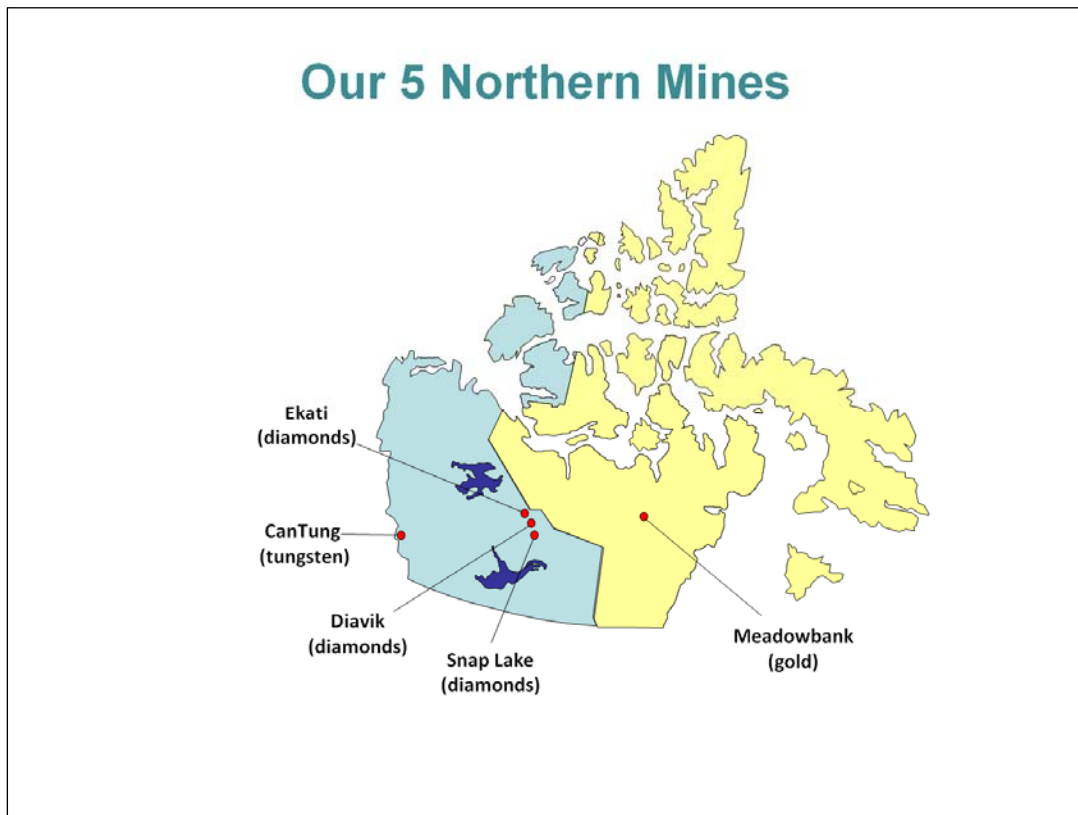 Our 5 Northern Mines
Ekati
(diamonds)
CanTung
(tungsten)
Diavik
(diamonds)
Snap Lake
(diamonds)
Meadowbank
(gold)